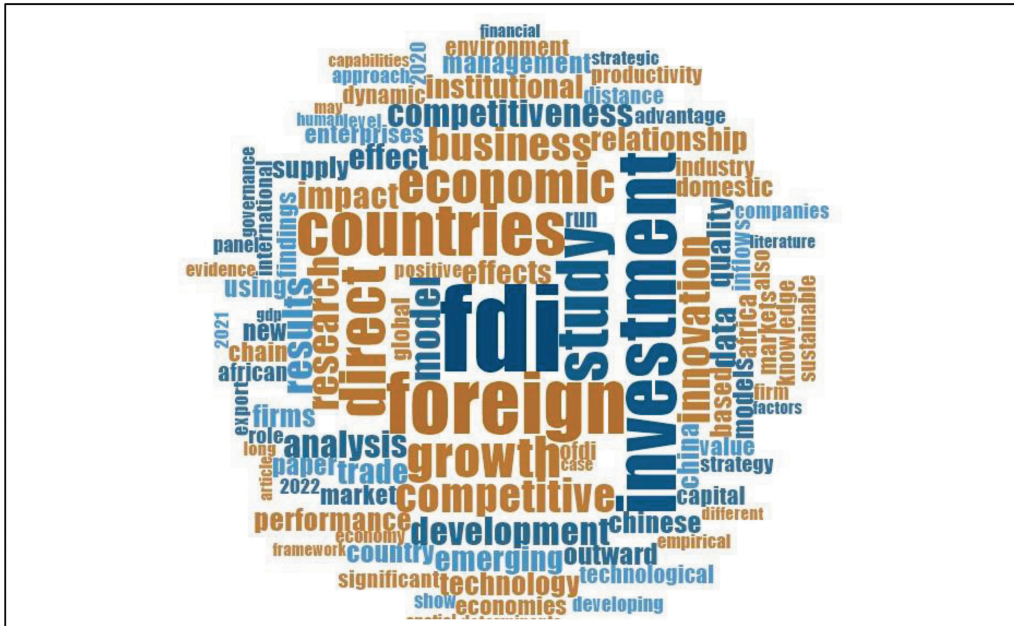 financial
environment
capabilities
2020
management
strategic
approach
productivity
dynamic
institutional
distance
may
competitiveness
advantage
human
level
enterprises
business
relationship
supply
effect
economic
industry
domestic
governance
international
impact
countries
run
investment
quality
companies
panel
findings
study
inflows
literature
evidence
research
direct
positive
effects
innovation
also
using
results
global
model
fdi
data
africa
markets
knowledge
sustainable
2021
gdp
new
chain
african
foreign
based
models
firm
factors
export
firms
role
long
analysis
growth
ofdi
case
china
value
strategy
article
paper
trade
2022
market
competitive
capital
different
performance
economy
development
chinese
empirical
framework
country
emerging
outward
significant
technology
technological
show
economies
developing